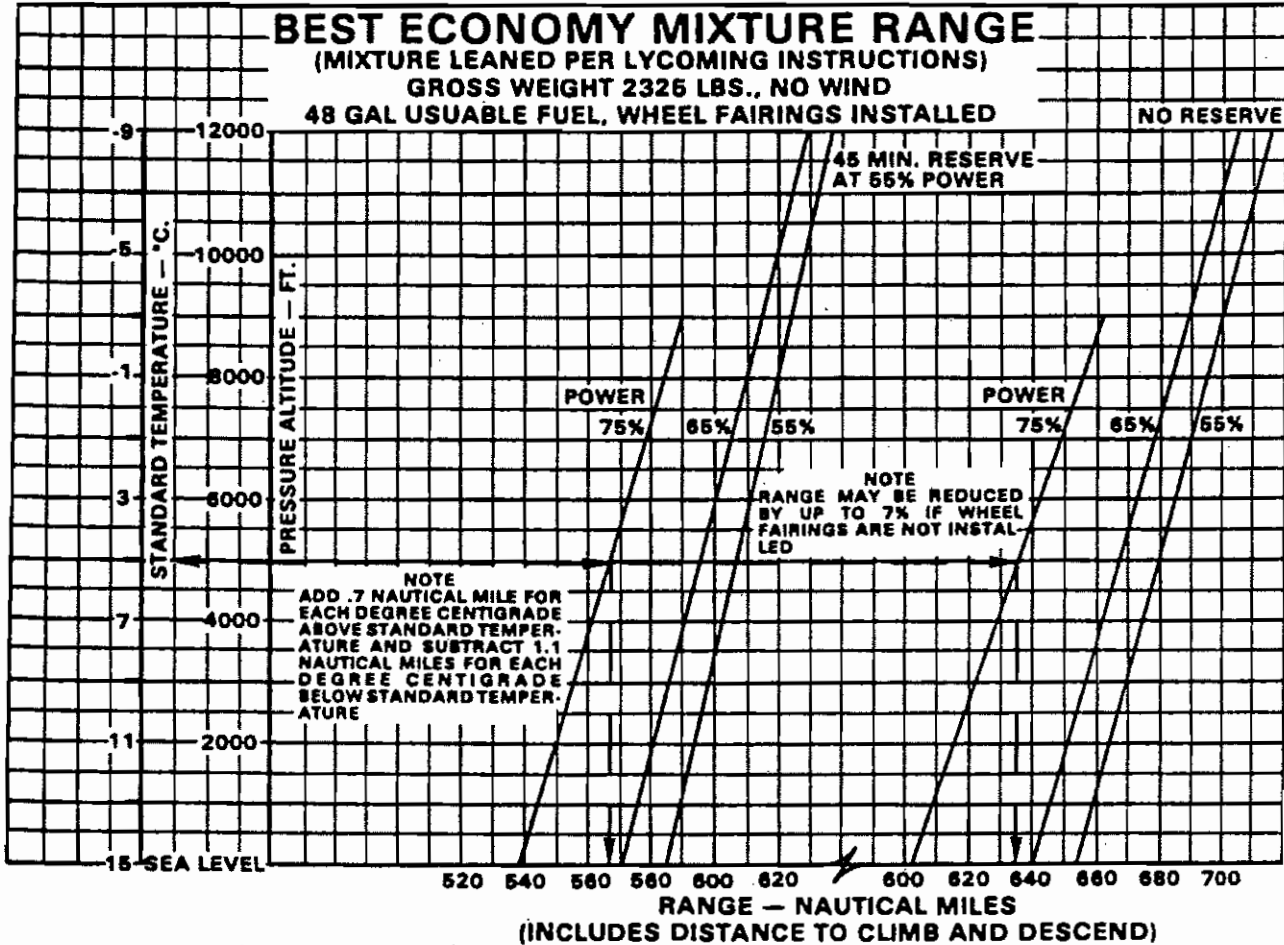 BEST ECONOMY MIXTURE RANGE
(MIXTURE LEANED PER LYCOMING INSTRUCTIONS)
GROSS WEIGHT 2325 LBS., NO WIND
48 GAL USUABLE FUEL, WHEEL FAIRINGS INSTALLED
NO RESERVE
45 MIN. RESERVE
AT 55% POWER
STANDARD TEMPERATURE — °C.
-9
-5
-1
3
7
11
15
PRESSURE ALTITUDE — FT.
12000
10000
8000
6000
4000
2000
SEA LEVEL
POWER
75%
65%
55%
POWER
75%
65%
55%
NOTE
RANGE MAY BE REDUCED
BY UP TO 7% IF WHEEL
FAIRINGS ARE NOT INSTAL-
LED
NOTE
ADD .7 NAUTICAL MILE FOR
EACH DEGREE CENTIGRADE
ABOVE STANDARD TEMPER-
ATURE AND SUBTRACT 1.1
NAUTICAL MILES FOR EACH
DEGREE CENTIGRADE
BELOW STANDARD TEMPER-
ATURE
520 540 560 560 600 620 600 620 640 660 680 700
RANGE — NAUTICAL MILES
(INCLUDES DISTANCE TO CLIMB AND DESCEND)